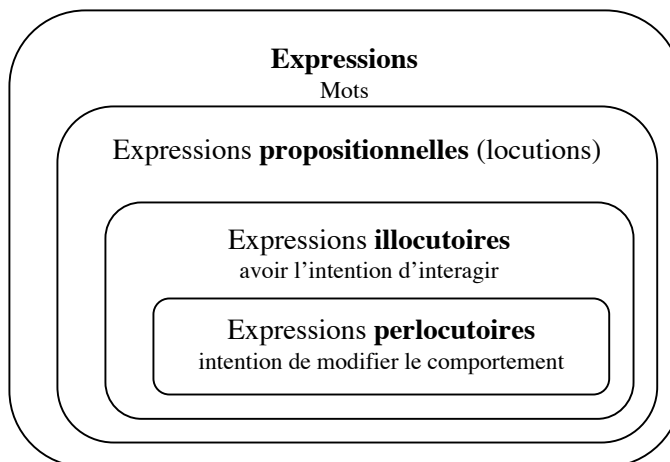 Expressions
Mots
Expressions propositionnelles (locutions)
Expressions illocutoires
avoir l’intention d’interagir
Expressions perlocutoires
intention de modifier le comportement